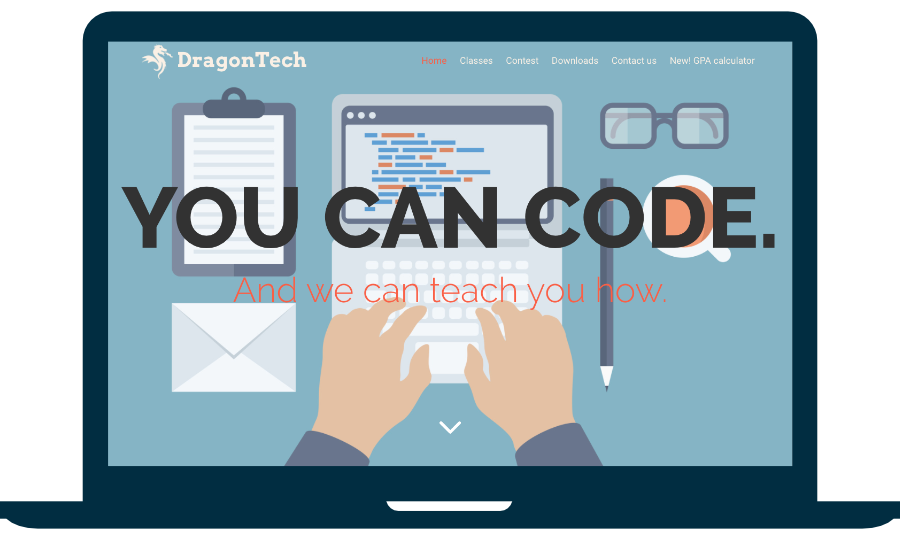 DragonTech
Home Classes Contest Downloads Contact us New! GPA calculator
YOU CAN CODE.
And we can teach you how.